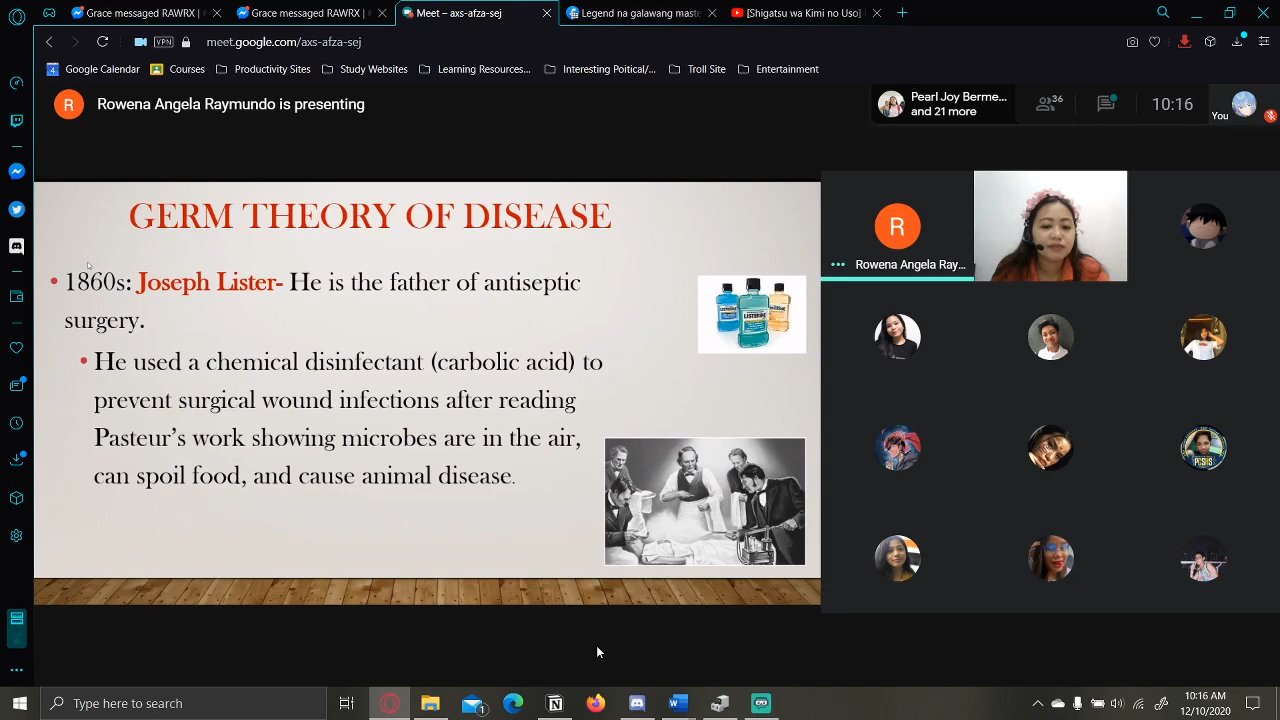 Grace messaged RAWRX | #
Grace messaged RAWRX | #
Meet – axs-afza-sej
Legend na galawang maste
[Shigatsu wa Kimi no Uso] |
VPN
meet.google.com/axs-afza-sej
4 Google Calendar
Courses
Productivity Sites
Study Websites
Learning Resources...
Interesting Poitical/...
Troll Site
Entertainment
R
Rowena Angela Raymundo is presenting
Pearl Joy Berme...
and 21 more
36
10:16
You
GERM THEORY OF DISEASE
• 1860s: Joseph Lister- He is the father of antiseptic
surgery.
• He used a chemical disinfectant (carbolic acid) to
prevent surgical wound infections after reading
Pasteur's work showing microbes are in the air,
can spoil food, and cause animal disease.
LISTERINE
R
Rowena Angela Ray...
PCSHS
Type here to search
1
10:16 AM
12/10/2020